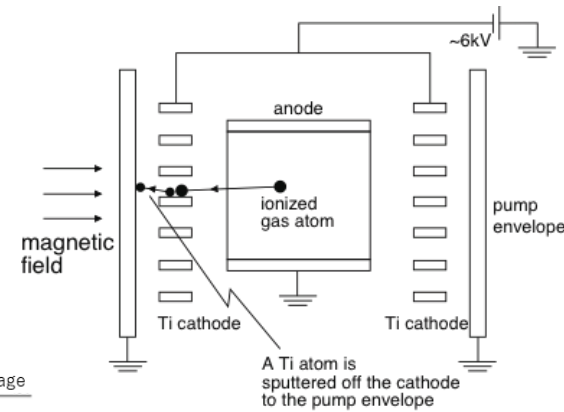 ~6kV
anode
ionized
gas atom
magnetic
field
pump
envelope
Ti cathode
Ti cathode
A Ti atom is
sputtered off the cathode
to the pump envelope
age